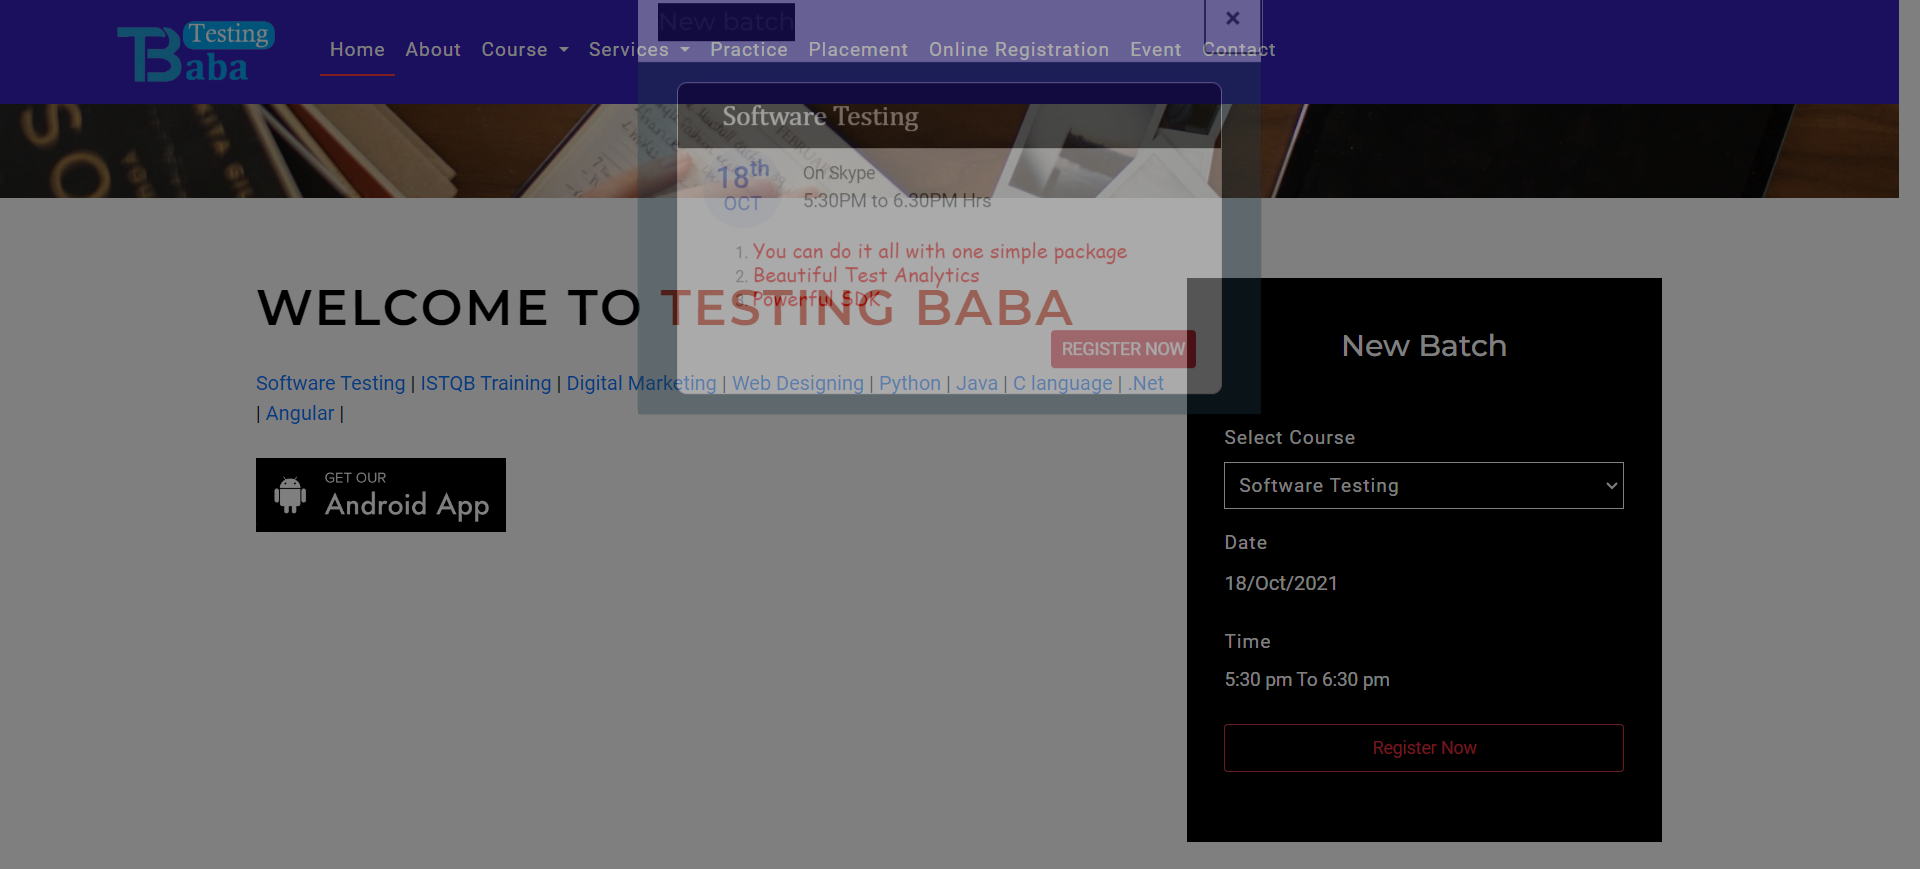 Testing
Baba
Home About Course Services Practice Placement Online Registration Event Contact
New batch
×
Software Testing
18th
OCT
On Skype
5:30PM to 6.30PM Hrs
1. You can do it all with one simple package
2. Beautiful Test Analytics
3. Powerful SDK
REGISTER NOW
WELCOME TO TESTING BABA
Software Testing | ISTQB Training | Digital Marketing | Web Designing | Python | Java | C language | .Net
| Angular |
GET OUR
Android App
New Batch
Select Course
Software Testing
Date
18/Oct/2021
Time
5:30 pm To 6:30 pm
Register Now